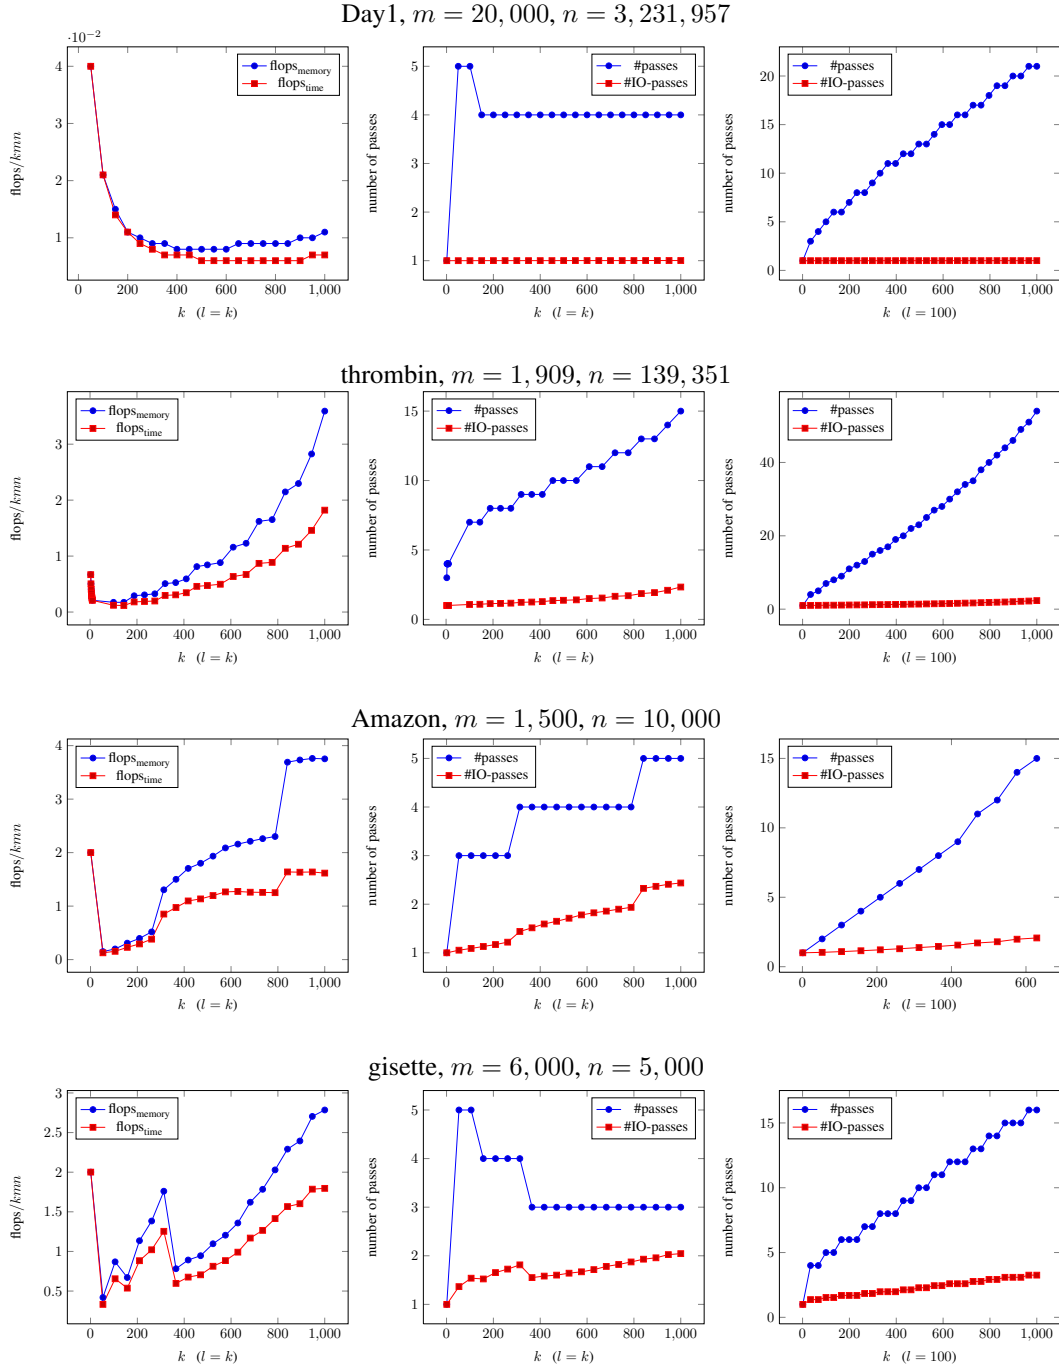 Day1, m = 20,000, n = 3,231,957
·10⁻²
flops/kmn
4
2
1
0 200 400 600 800 1,000
k (l = k)
flops_memory
flops_time
number of passes
5
4
3
2
1
0 200 400 600 800 1,000
k (l = k)
#passes
#IO-passes
number of passes
20
15
10
5
0
0 200 400 600 800 1,000
k (l = 100)
#passes
#IO-passes
thrombin, m = 1,909, n = 139,351
flops/kmn
3
2
1
0
0 200 400 600 800 1,000
k (l = k)
flops_memory
flops_time
number of passes
15
10
5
0
0 200 400 600 800 1,000
k (l = k)
#passes
#IO-passes
number of passes
40
20
0
0 200 400 600 800 1,000
k (l = 100)
#passes
#IO-passes
Amazon, m = 1,500, n = 10,000
flops/kmn
4
3
2
1
0
0 200 400 600 800 1,000
k (l = k)
flops_memory
flops_time
number of passes
5
4
3
2
1
0 200 400 600 800 1,000
k (l = k)
#passes
#IO-passes
number of passes
15
10
5
0
0 200 400 600
k (l = 100)
#passes
#IO-passes
gisette, m = 6,000, n = 5,000
flops/kmn
3
2.5
2
1.5
1
0.5
0 200 400 600 800 1,000
k (l = k)
flops_memory
flops_time
number of passes
5
4
3
2
1
0 200 400 600 800 1,000
k (l = k)
#passes
#IO-passes
number of passes
15
10
5
0
0 200 400 600 800 1,000
k (l = 100)
#passes
#IO-passes